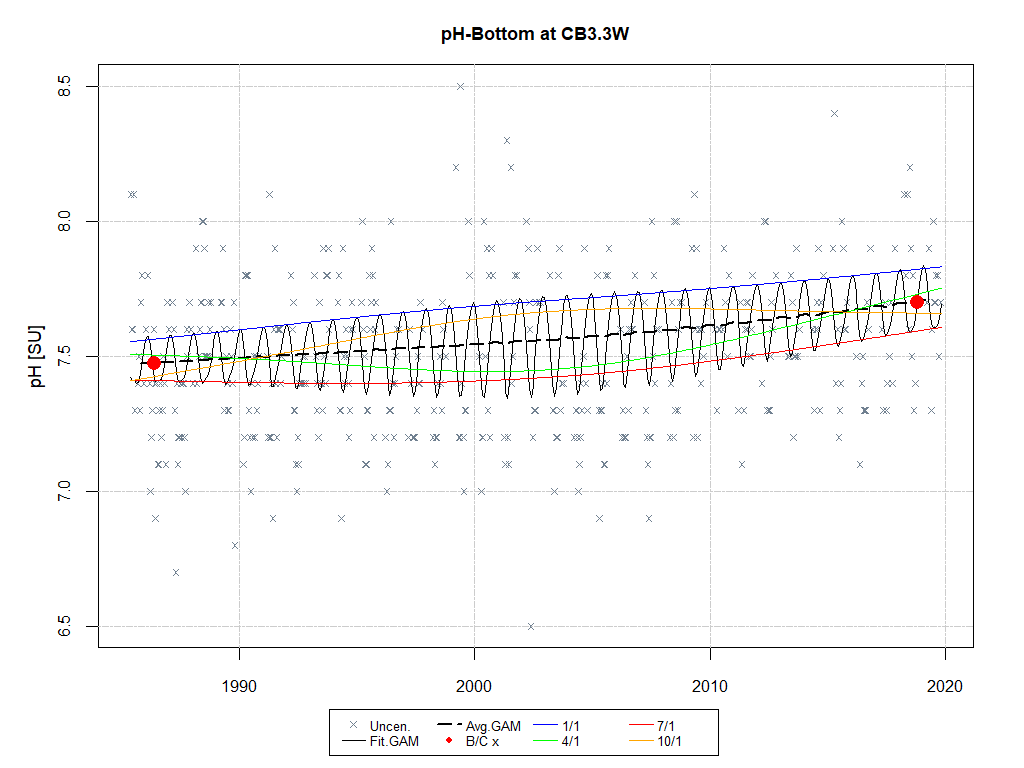 pH-Bottom at CB3.3W
pH [SU]
8.5
8.0
7.5
7.0
6.5
1990 2000 2010 2020
Uncen. Avg.GAM 1/1 7/1
Fit.GAM B/C x 4/1 10/1